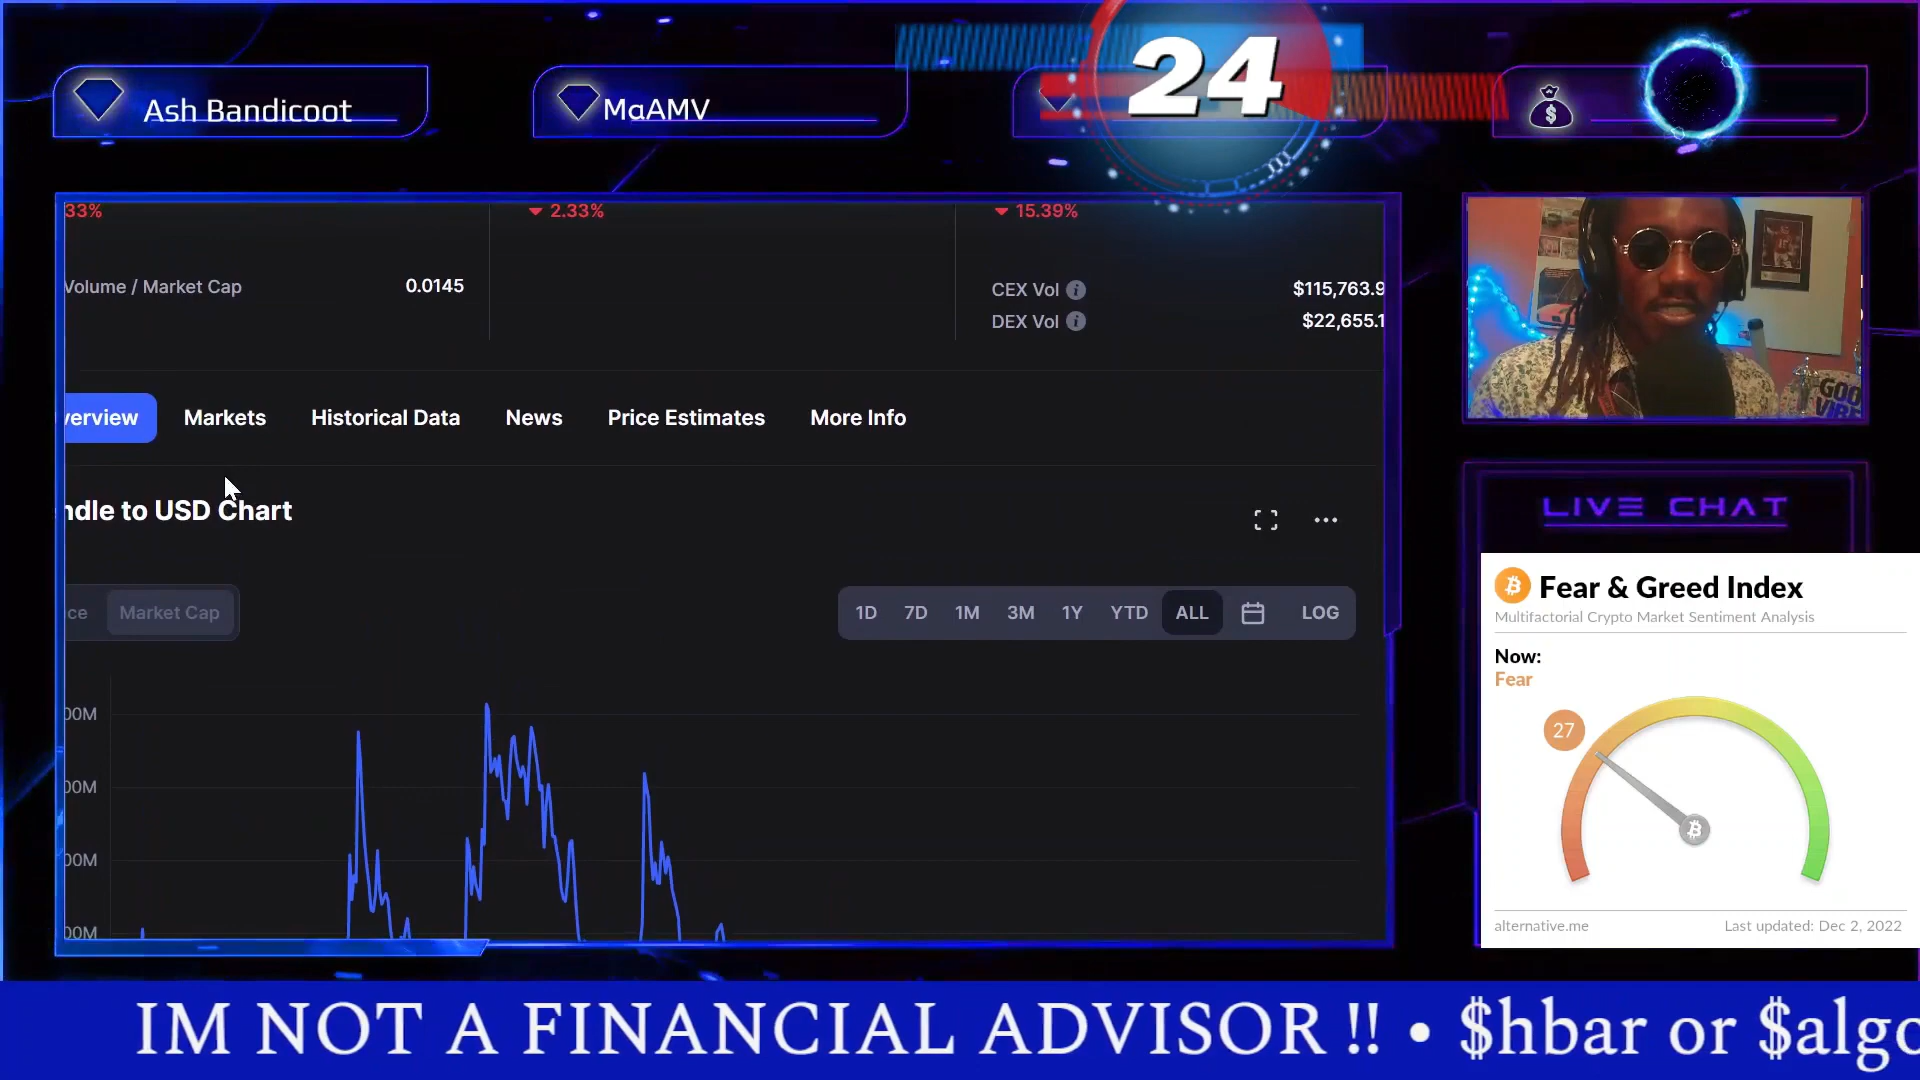 Ash Bandicoot
MaAMV
24
33%
2.33%
15.39%
Volume / Market Cap
0.0145
CEX Vol
$115,763.9
DEX Vol
$22,655.1
verview
Markets
Historical Data
News
Price Estimates
More Info
ndle to USD Chart
ce
Market Cap
1D
7D
1M
3M
1Y
YTD
ALL
LOG
00M
00M
00M
00M
GOO
VIBE
LIVE CHAT
Fear & Greed Index
Multifactorial Crypto Market Sentiment Analysis
Now:
Fear
27
alternative.me
Last updated: Dec 2, 2022
IM NOT A FINANCIAL ADVISOR !! • $hbar or $algo